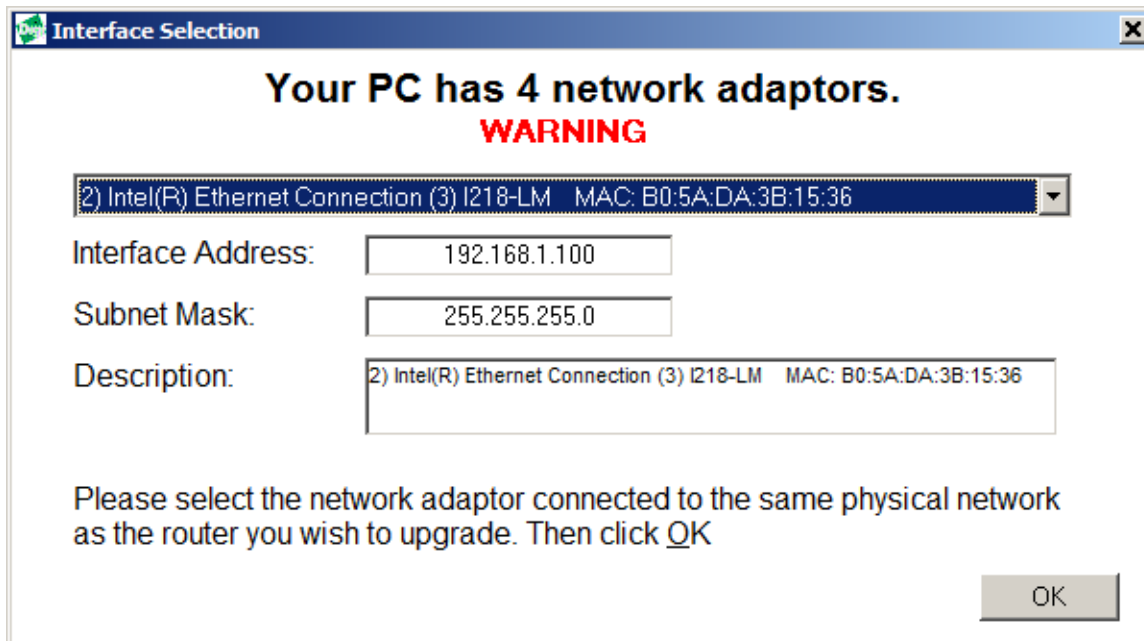 Interface Selection
Your PC has 4 network adaptors.
WARNING
2) Intel(R) Ethernet Connection (3) I218-LM    MAC: B0:5A:DA:3B:15:36
Interface Address: 192.168.1.100
Subnet Mask: 255.255.255.0
Description: 2) Intel(R) Ethernet Connection (3) I218-LM    MAC: B0:5A:DA:3B:15:36
Please select the network adaptor connected to the same physical network
as the router you wish to upgrade. Then click OK
OK